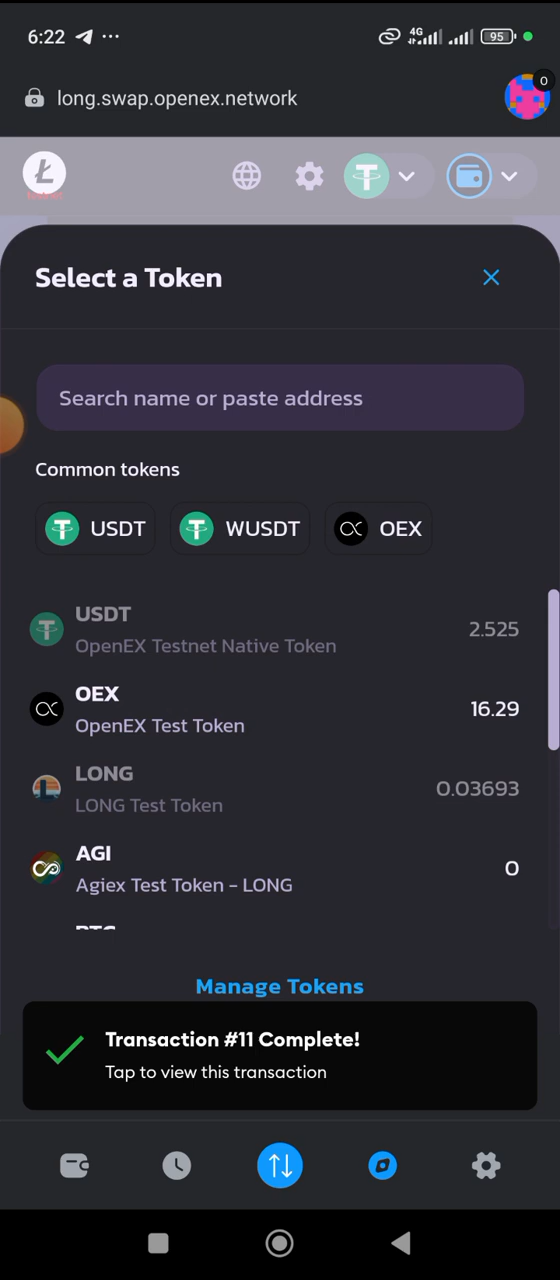 6:22
4G
95
long.swap.openex.network
0
Select a Token
Search name or paste address
Common tokens
USDT WUSDT OEX
USDT
OpenEX Testnet Native Token
2.525
OEX
OpenEX Test Token
16.29
LONG
LONG Test Token
0.03693
AGI
Agiex Test Token - LONG
0
Manage Tokens
Transaction #11 Complete!
Tap to view this transaction